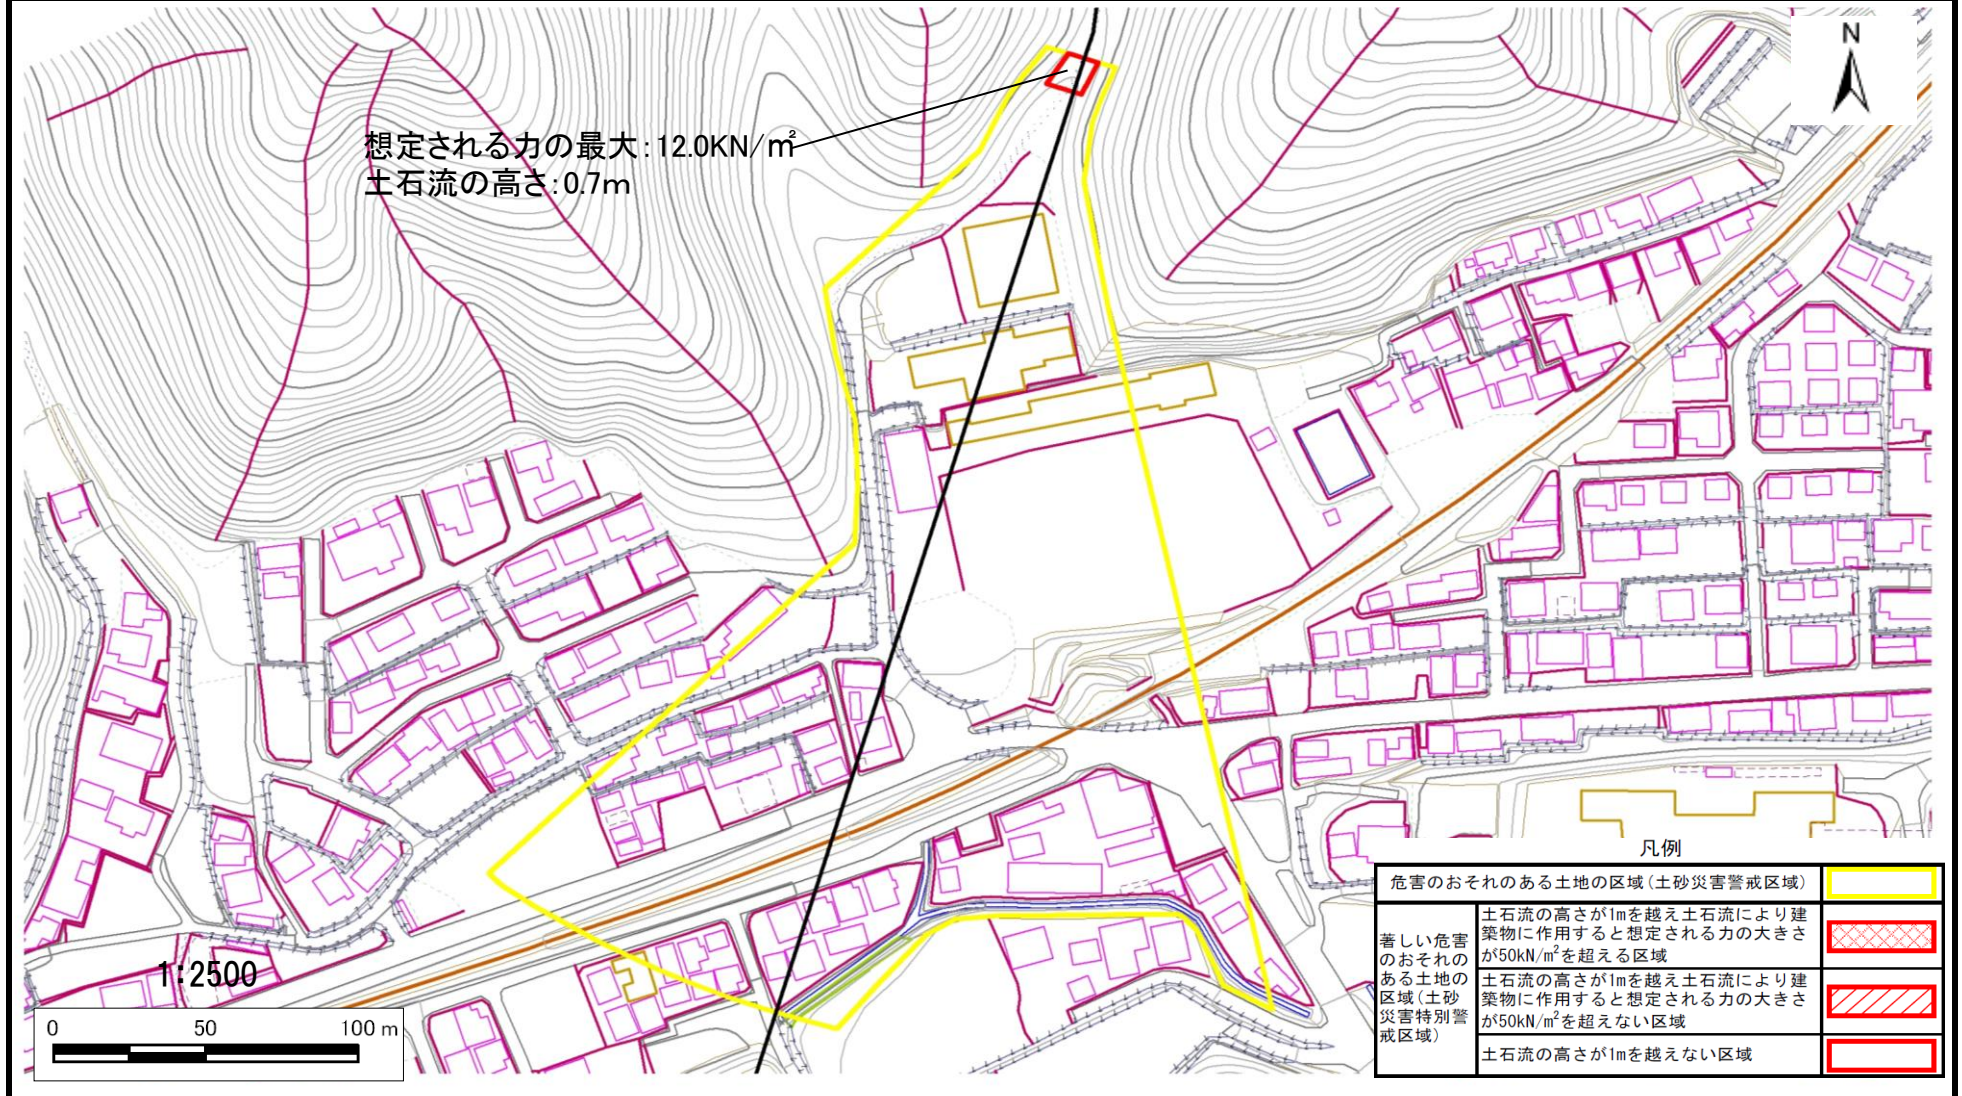 N
想定される力の最大:12.0KN/㎡
土石流の高さ:0.7m
1:2500
0 50 100 m
凡例
危害のおそれのある土地の区域(土砂災害警戒区域)
著しい危害
のおそれの
ある土地の
区域(土砂
災害特別警
戒区域)
土石流の高さが1mを越え土石流により建
築物に作用すると想定される力の大きさ
が50kN/m²を超える区域
土石流の高さが1mを越え土石流により建
築物に作用すると想定される力の大きさ
が50kN/m²を超えない区域
土石流の高さが1mを越えない区域